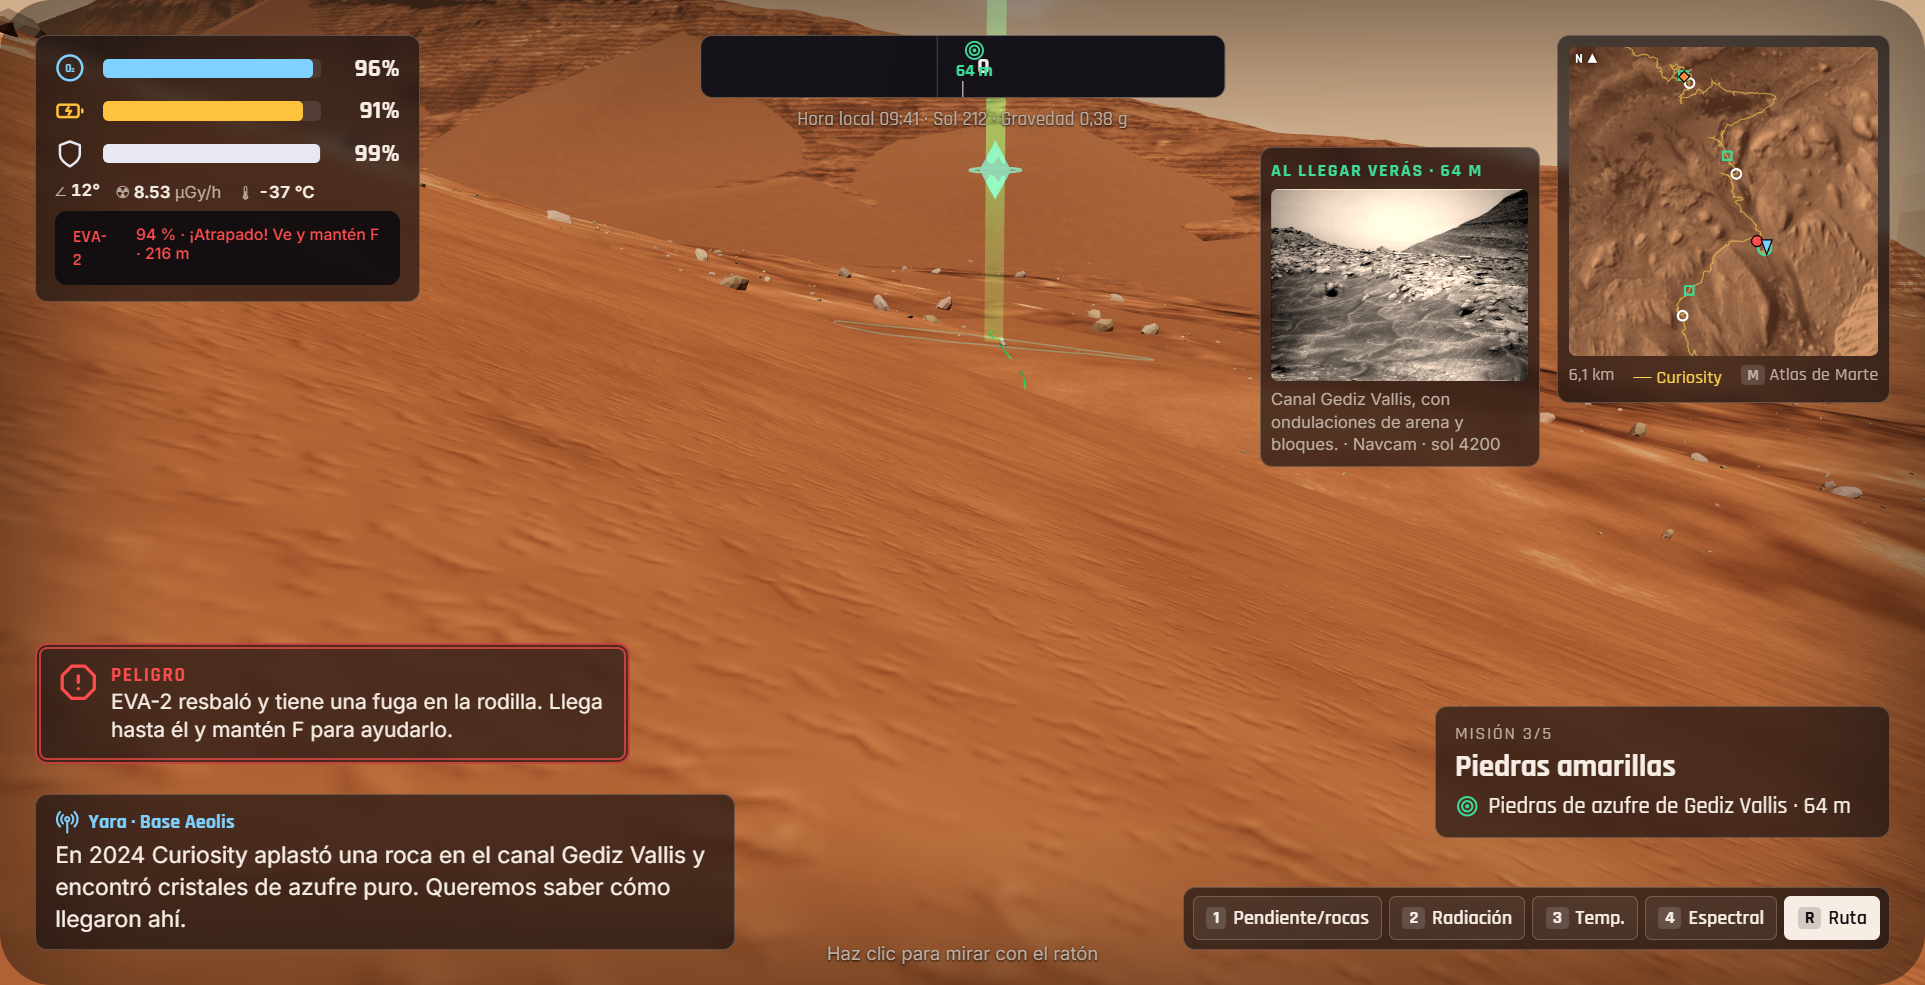 O₂ 96%
91%
99%
12° 8.53 µGy/h -37 °C
EVA-2 94 % · ¡Atrapado! Ve y mantén F · 216 m
64 m
Hora local 09:41 · Sol 212 · Gravedad 0,38 g
AL LLEGAR VERÁS · 64 M
Canal Gediz Vallis, con
ondulaciones de arena y
bloques. · Navcam · sol 4200
N
6,1 km — Curiosity M Atlas de Marte
PELIGRO
EVA-2 resbaló y tiene una fuga en la rodilla. Llega
hasta él y mantén F para ayudarlo.
Yara · Base Aeolis
En 2024 Curiosity aplastó una roca en el canal Gediz Vallis y
encontró cristales de azufre puro. Queremos saber cómo
llegaron ahí.
MISIÓN 3/5
Piedras amarillas
Piedras de azufre de Gediz Vallis · 64 m
1 Pendiente/rocas 2 Radiación 3 Temp. 4 Espectral R Ruta
Haz clic para mirar con el ratón